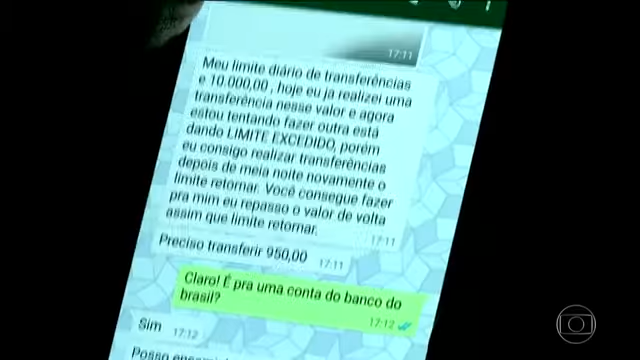 17:11
Meu limite diário de transferências
e 10.000,00 , hoje eu ja realizei uma
transferência nesse valor e agora
estou tentando fazer outra está
dando LIMITE EXCEDIDO, porém
eu consigo realizar transferências
depois de meia noite novamente o
limite retornar. Você consegue fazer
pra mim eu repasso o valor de volta
assim que limite retornar.
17:11
Preciso transferir 950,00 17:11
Claro! É pra uma conta do banco do
brasil?
17:12
Sim 17:12
Posso